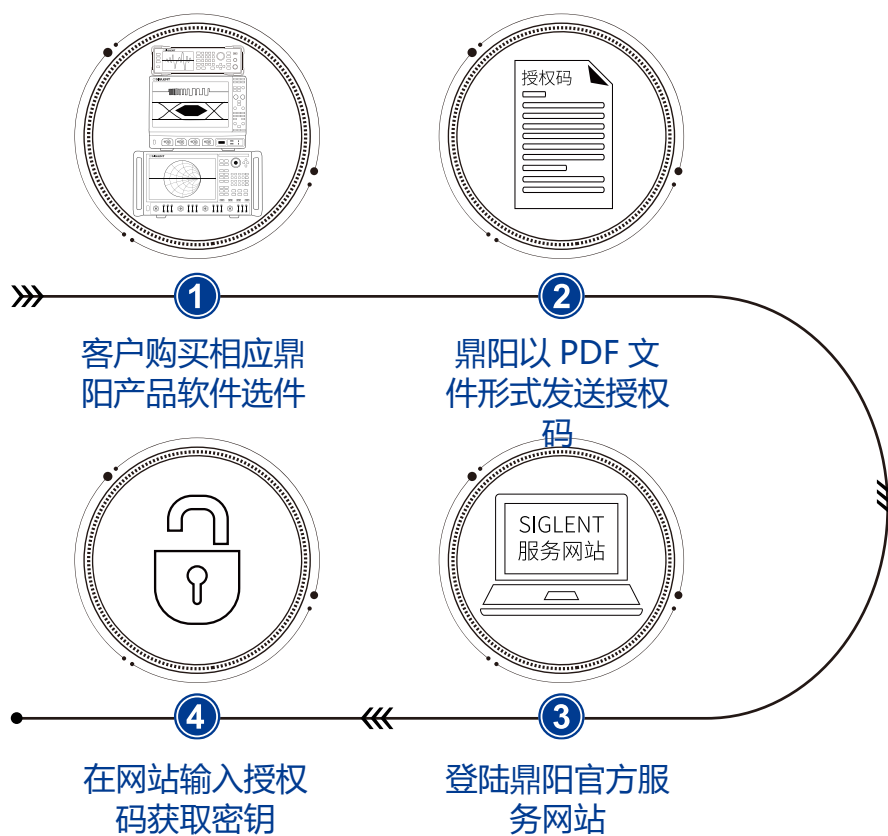 SIGLENT
授权码
1
2
客户购买相应鼎
阳产品软件选件
鼎阳以 PDF 文
件形式发送授权
码
SIGLENT
服务网站
3
登陆鼎阳官方服
务网站
4
在网站输入授权
码获取密钥